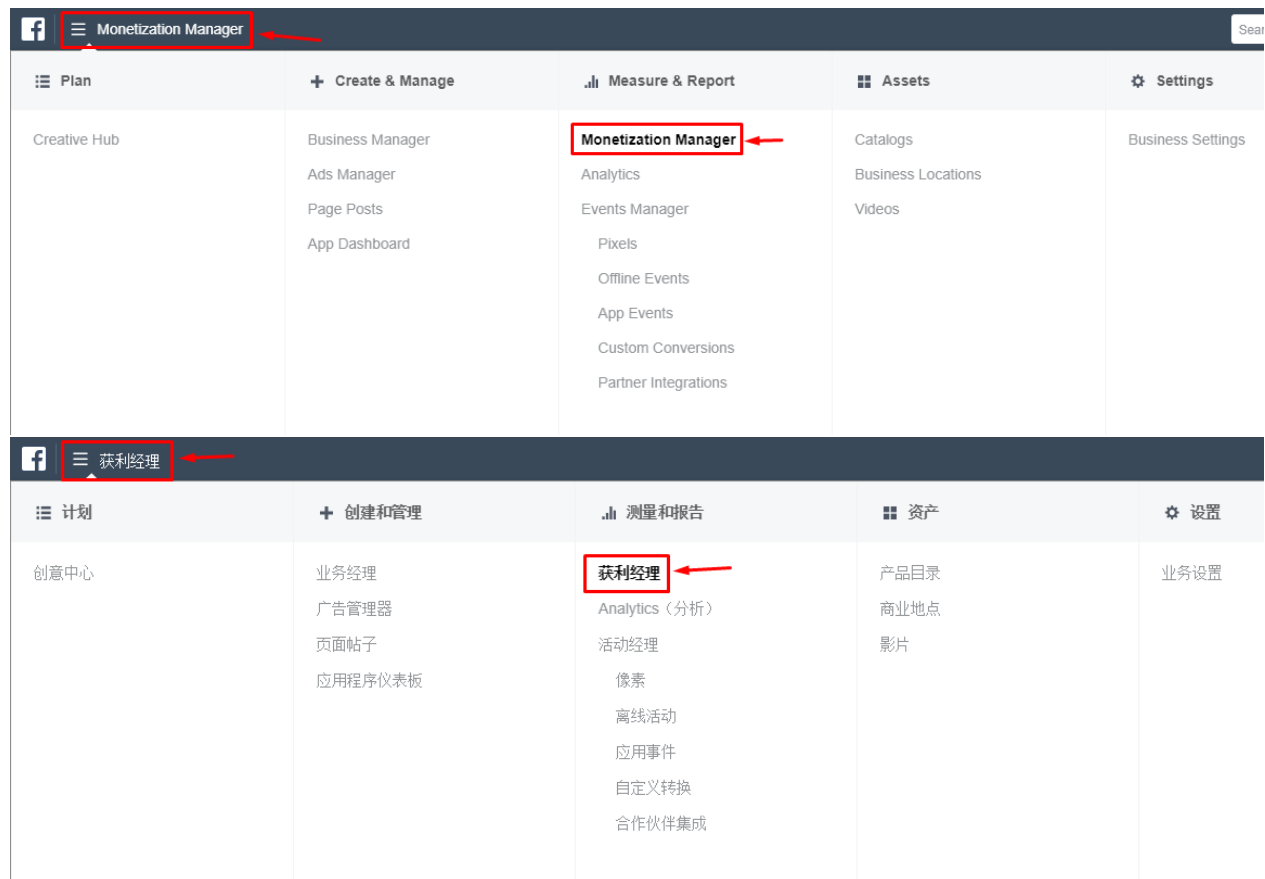 Monetization Manager
Sear
Plan
Create & Manage
Measure & Report
Assets
Settings
Creative Hub
Business Manager
Monetization Manager
Catalogs
Business Settings
Ads Manager
Analytics
Business Locations
Page Posts
Events Manager
Videos
App Dashboard
Pixels
Offline Events
App Events
Custom Conversions
Partner Integrations
获利经理
计划
创建和管理
测量和报告
资产
设置
创意中心
业务经理
获利经理
产品目录
业务设置
广告管理器
Analytics（分析）
商业地点
页面帖子
活动经理
影片
应用程序仪表板
像素
离线活动
应用事件
自定义转换
合作伙伴集成